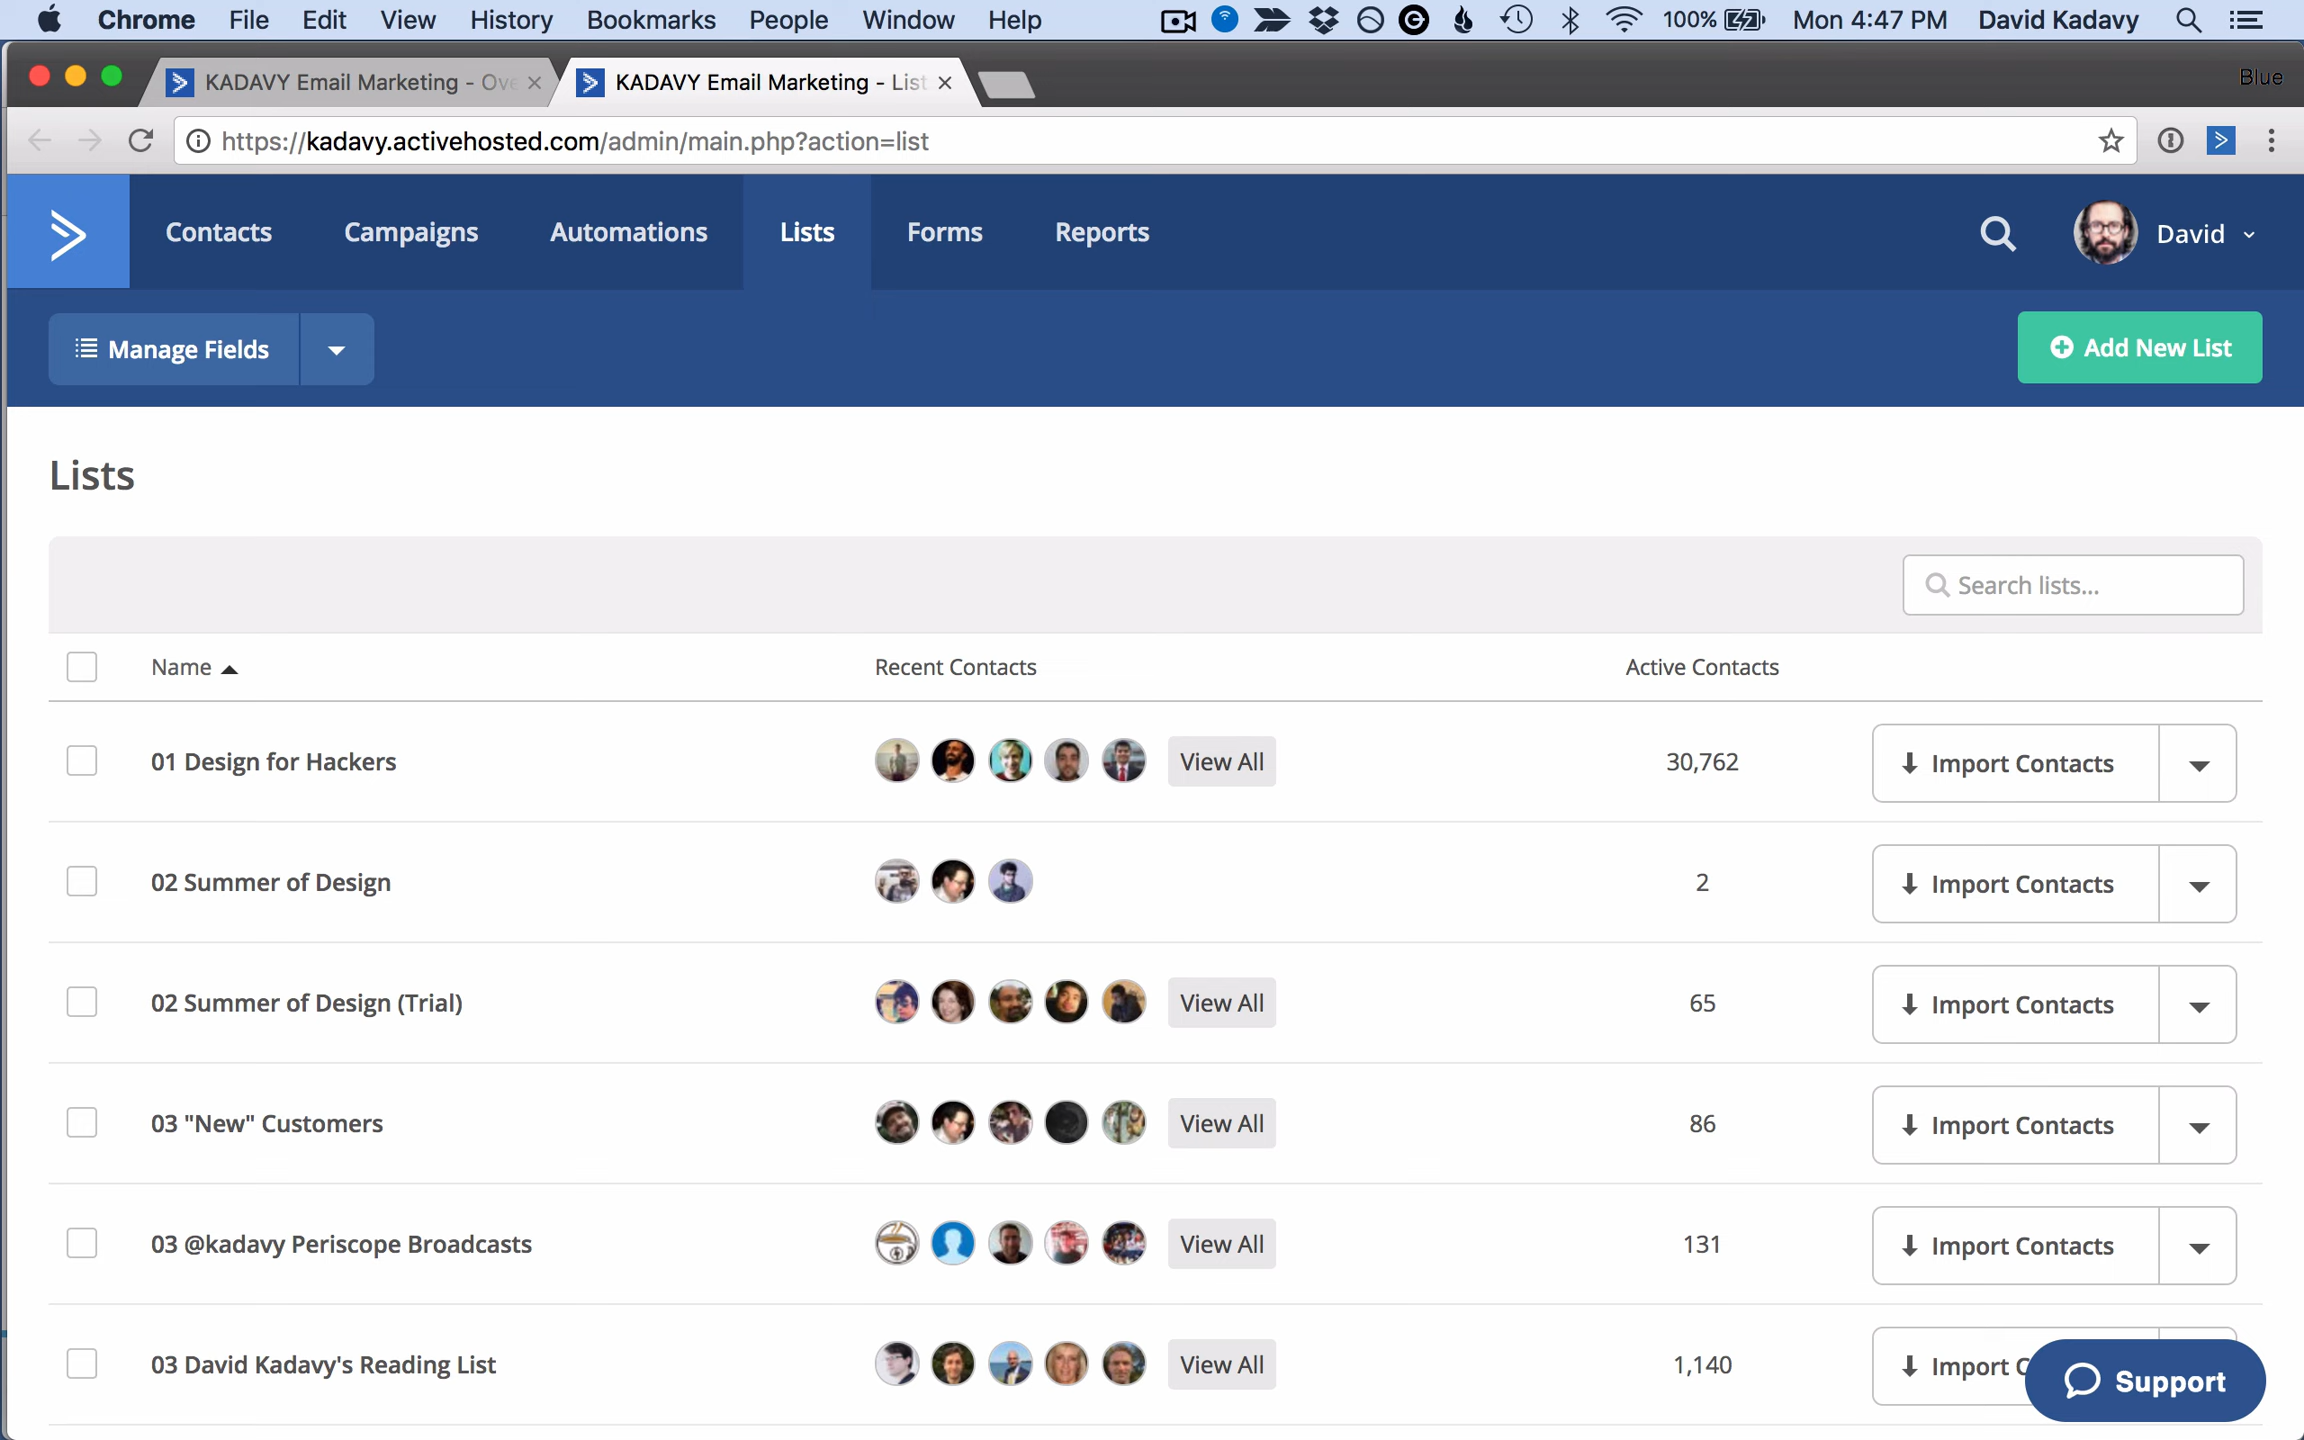 Chrome File Edit View History Bookmarks People Window Help 100% Mon 4:47 PM David Kadavy
KADAVY Email Marketing - Ove KADAVY Email Marketing - List Blue
https://kadavy.activehosted.com/admin/main.php?action=list
Contacts Campaigns Automations Lists Forms Reports David
Manage Fields Add New List
Lists
Search lists...
Name Recent Contacts Active Contacts
01 Design for Hackers View All 30,762 Import Contacts
02 Summer of Design 2 Import Contacts
02 Summer of Design (Trial) View All 65 Import Contacts
03 "New" Customers View All 86 Import Contacts
03 @kadavy Periscope Broadcasts View All 131 Import Contacts
03 David Kadavy's Reading List View All 1,140 Import C
Support